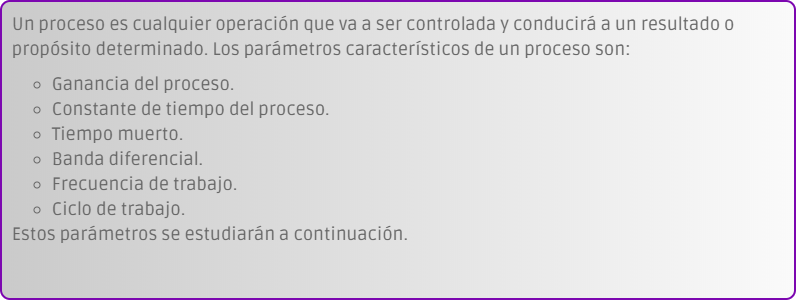 Un proceso es cualquier operación que va a ser controlada y conducirá a un resultado o
propósito determinado. Los parámetros característicos de un proceso son:
Ganancia del proceso.
Constante de tiempo del proceso.
Tiempo muerto.
Banda diferencial.
Frecuencia de trabajo.
Ciclo de trabajo.
Estos parámetros se estudiarán a continuación.